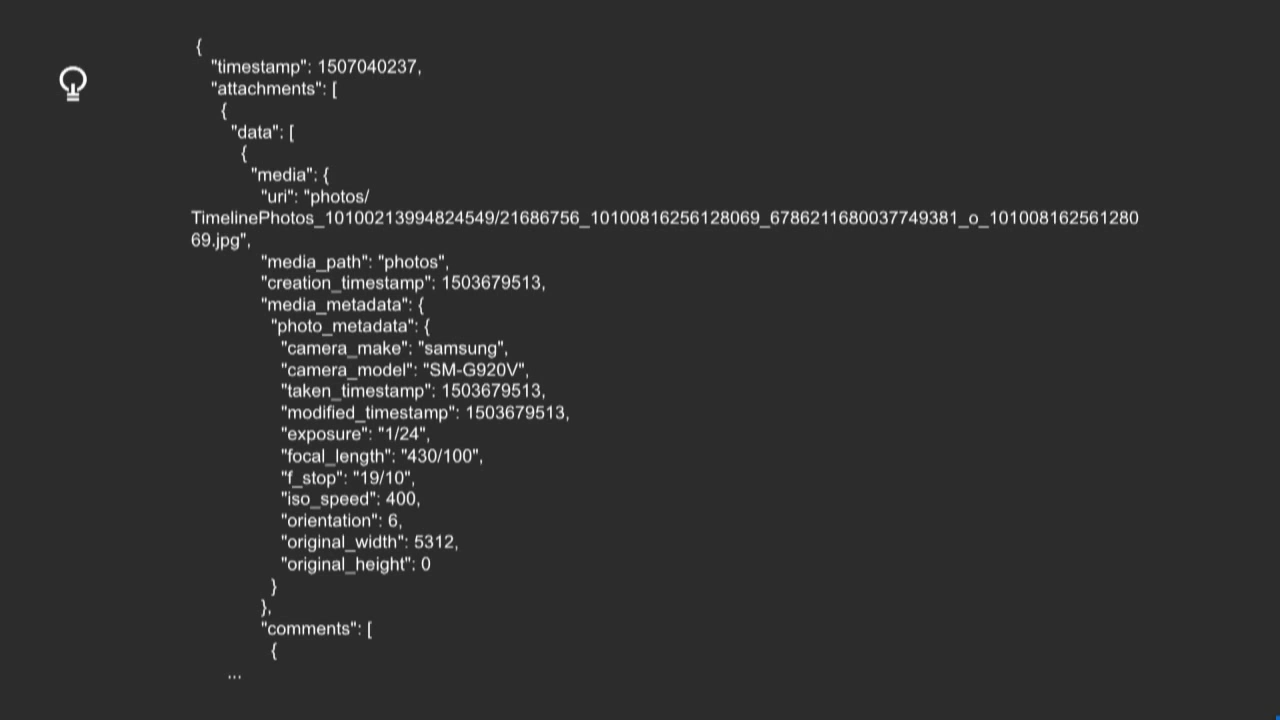 {
"timestamp": 1507040237,
"attachments": [
{
"data": [
{
"media": {
"uri": "photos/
TimelinePhotos_10100213994824549/21686756_10100816256128069_6786211680037749381_o_101008162561280
69.jpg",
"media_path": "photos",
"creation_timestamp": 1503679513,
"media_metadata": {
"photo_metadata": {
"camera_make": "samsung",
"camera_model": "SM-G920V",
"taken_timestamp": 1503679513,
"modified_timestamp": 1503679513,
"exposure": "1/24",
"focal_length": "430/100",
"f_stop": "19/10",
"iso_speed": 400,
"orientation": 6,
"original_width": 5312,
"original_height": 0
}
},
"comments": [
{
...